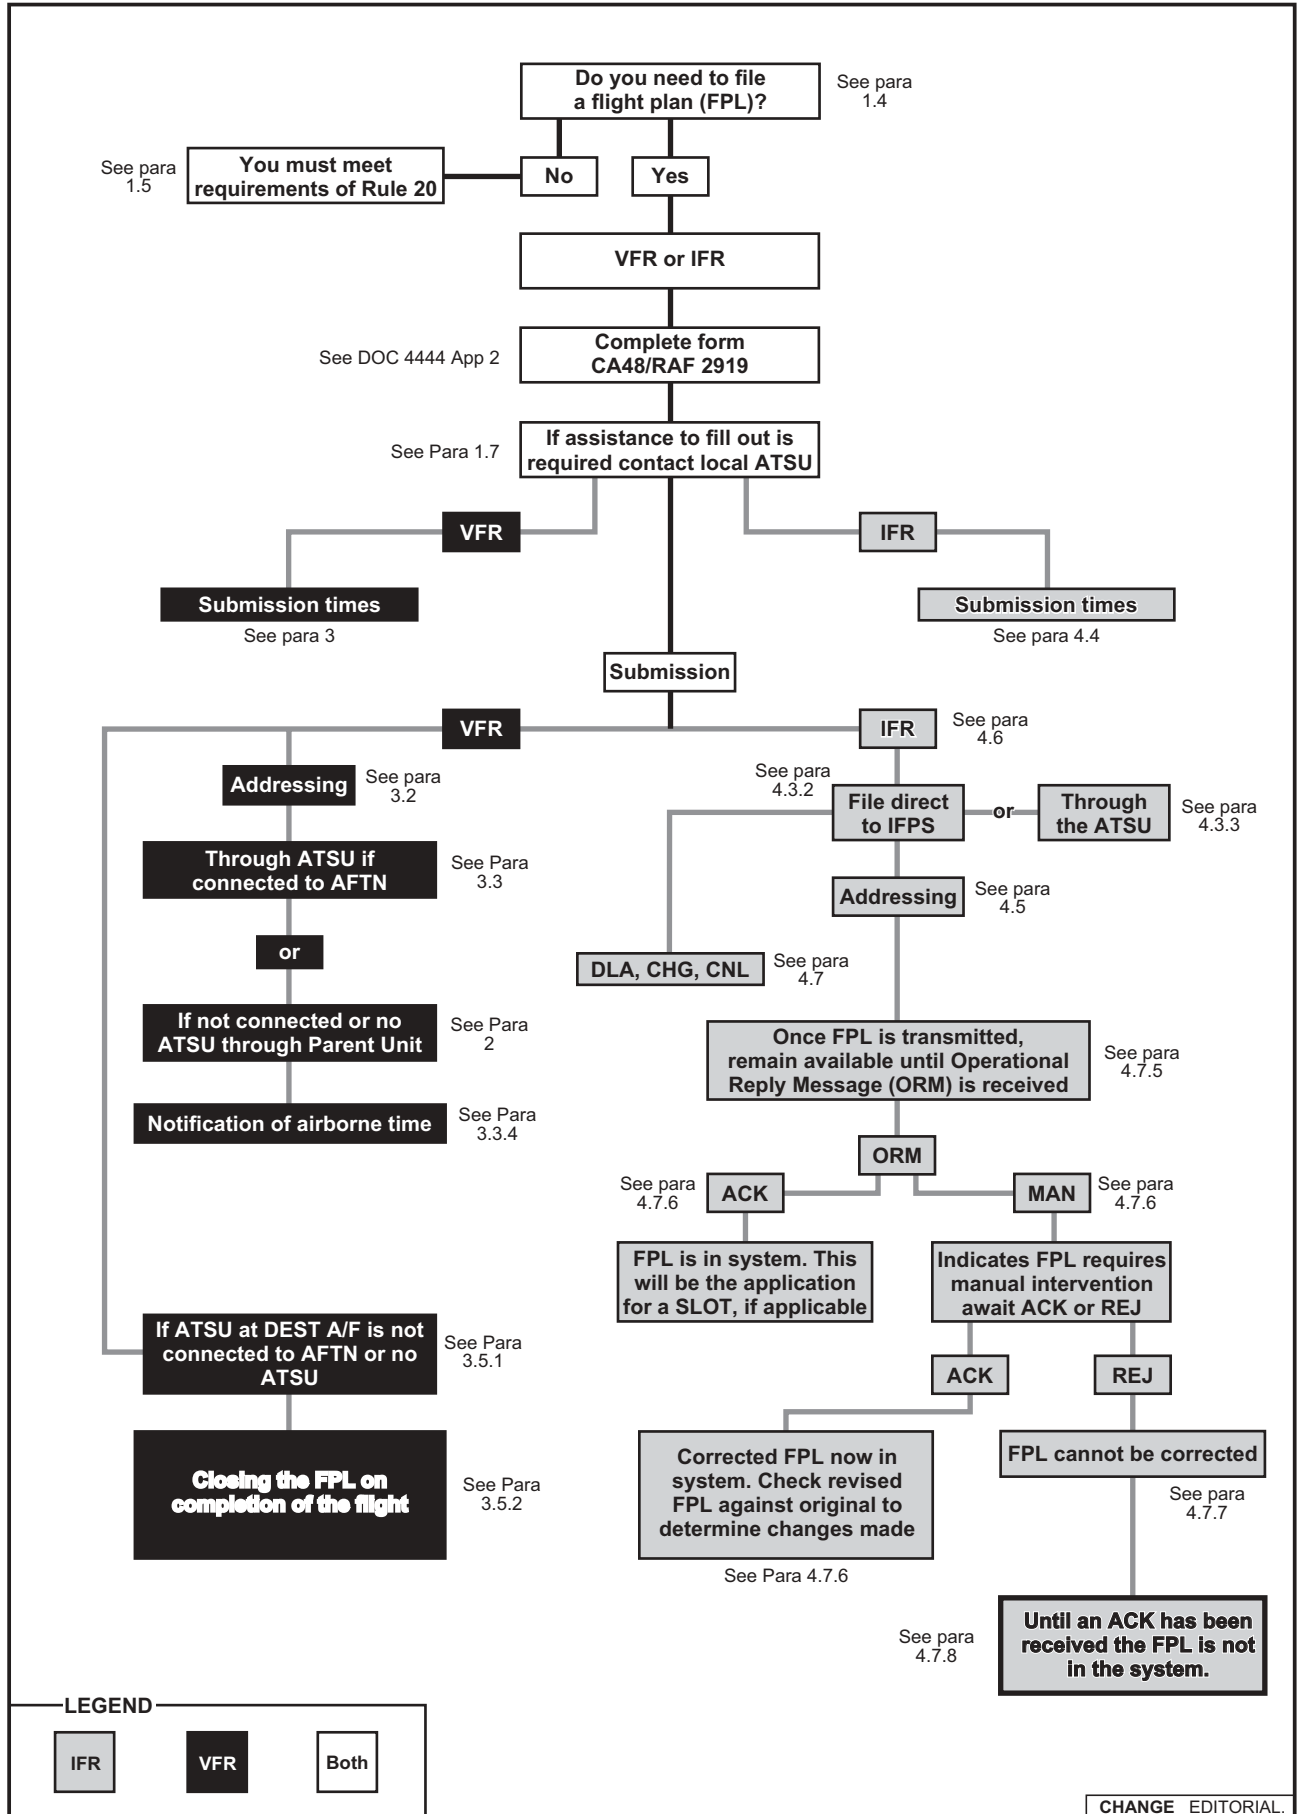 Do you need to file
a flight plan (FPL)?
See para
1.4
See para
1.5
You must meet
requirements of Rule 20
No
Yes
VFR or IFR
See DOC 4444 App 2
Complete form
CA48/RAF 2919
See Para 1.7
If assistance to fill out is
required contact local ATSU
VFR
IFR
Submission times
See para 3
Submission times
See para 4.4
Submission
VFR
IFR
See para
4.6
Addressing
See para
3.2
See para
4.3.2
File direct
to IFPS
or
Through
the ATSU
See para
4.3.3
Through ATSU if
connected to AFTN
See Para
3.3
Addressing
See para
4.5
or
DLA, CHG, CNL
See para
4.7
If not connected or no
ATSU through Parent Unit
See Para
2
Once FPL is transmitted,
remain available until Operational
Reply Message (ORM) is received
See para
4.7.5
Notification of airborne time
See Para
3.3.4
ORM
See para
4.7.6
ACK
MAN
See para
4.7.6
FPL is in system. This
will be the application
for a SLOT, if applicable
Indicates FPL requires
manual intervention
await ACK or REJ
If ATSU at DEST A/F is not
connected to AFTN or no
ATSU
See Para
3.5.1
ACK
REJ
Closing the FPL on
completion of the flight
See Para
3.5.2
Corrected FPL now in
system. Check revised
FPL against original to
determine changes made
See Para 4.7.6
FPL cannot be corrected
See para
4.7.7
See para
4.7.8
Until an ACK has been
received the FPL is not
in the system.
LEGEND
IFR
VFR
Both
CHANGE EDITORIAL.